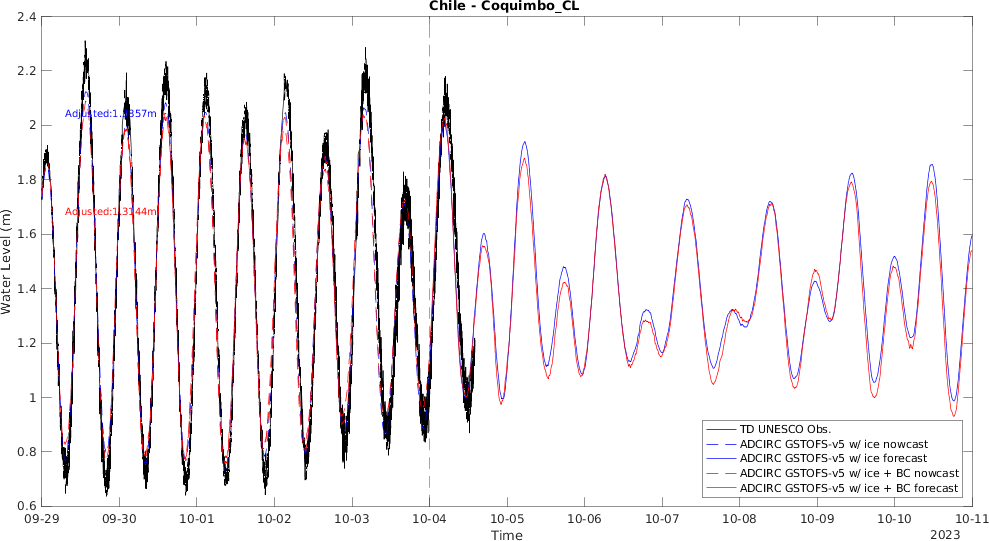 Chile - Coquimbo_CL
2.4
2.2
2
1.8
1.6
1.4
1.2
1
0.8
0.6
Water Level (m)
Adjusted:1.3144m
TD UNESCO Obs.
ADCIRC GSTOFS-v5 w/ ice nowcast
ADCIRC GSTOFS-v5 w/ ice forecast
ADCIRC GSTOFS-v5 w/ ice + BC nowcast
ADCIRC GSTOFS-v5 w/ ice + BC forecast
09-29 09-30 10-01 10-02 10-03 10-04 10-05 10-06 10-07 10-08 10-09 10-10 10-11
Time
2023